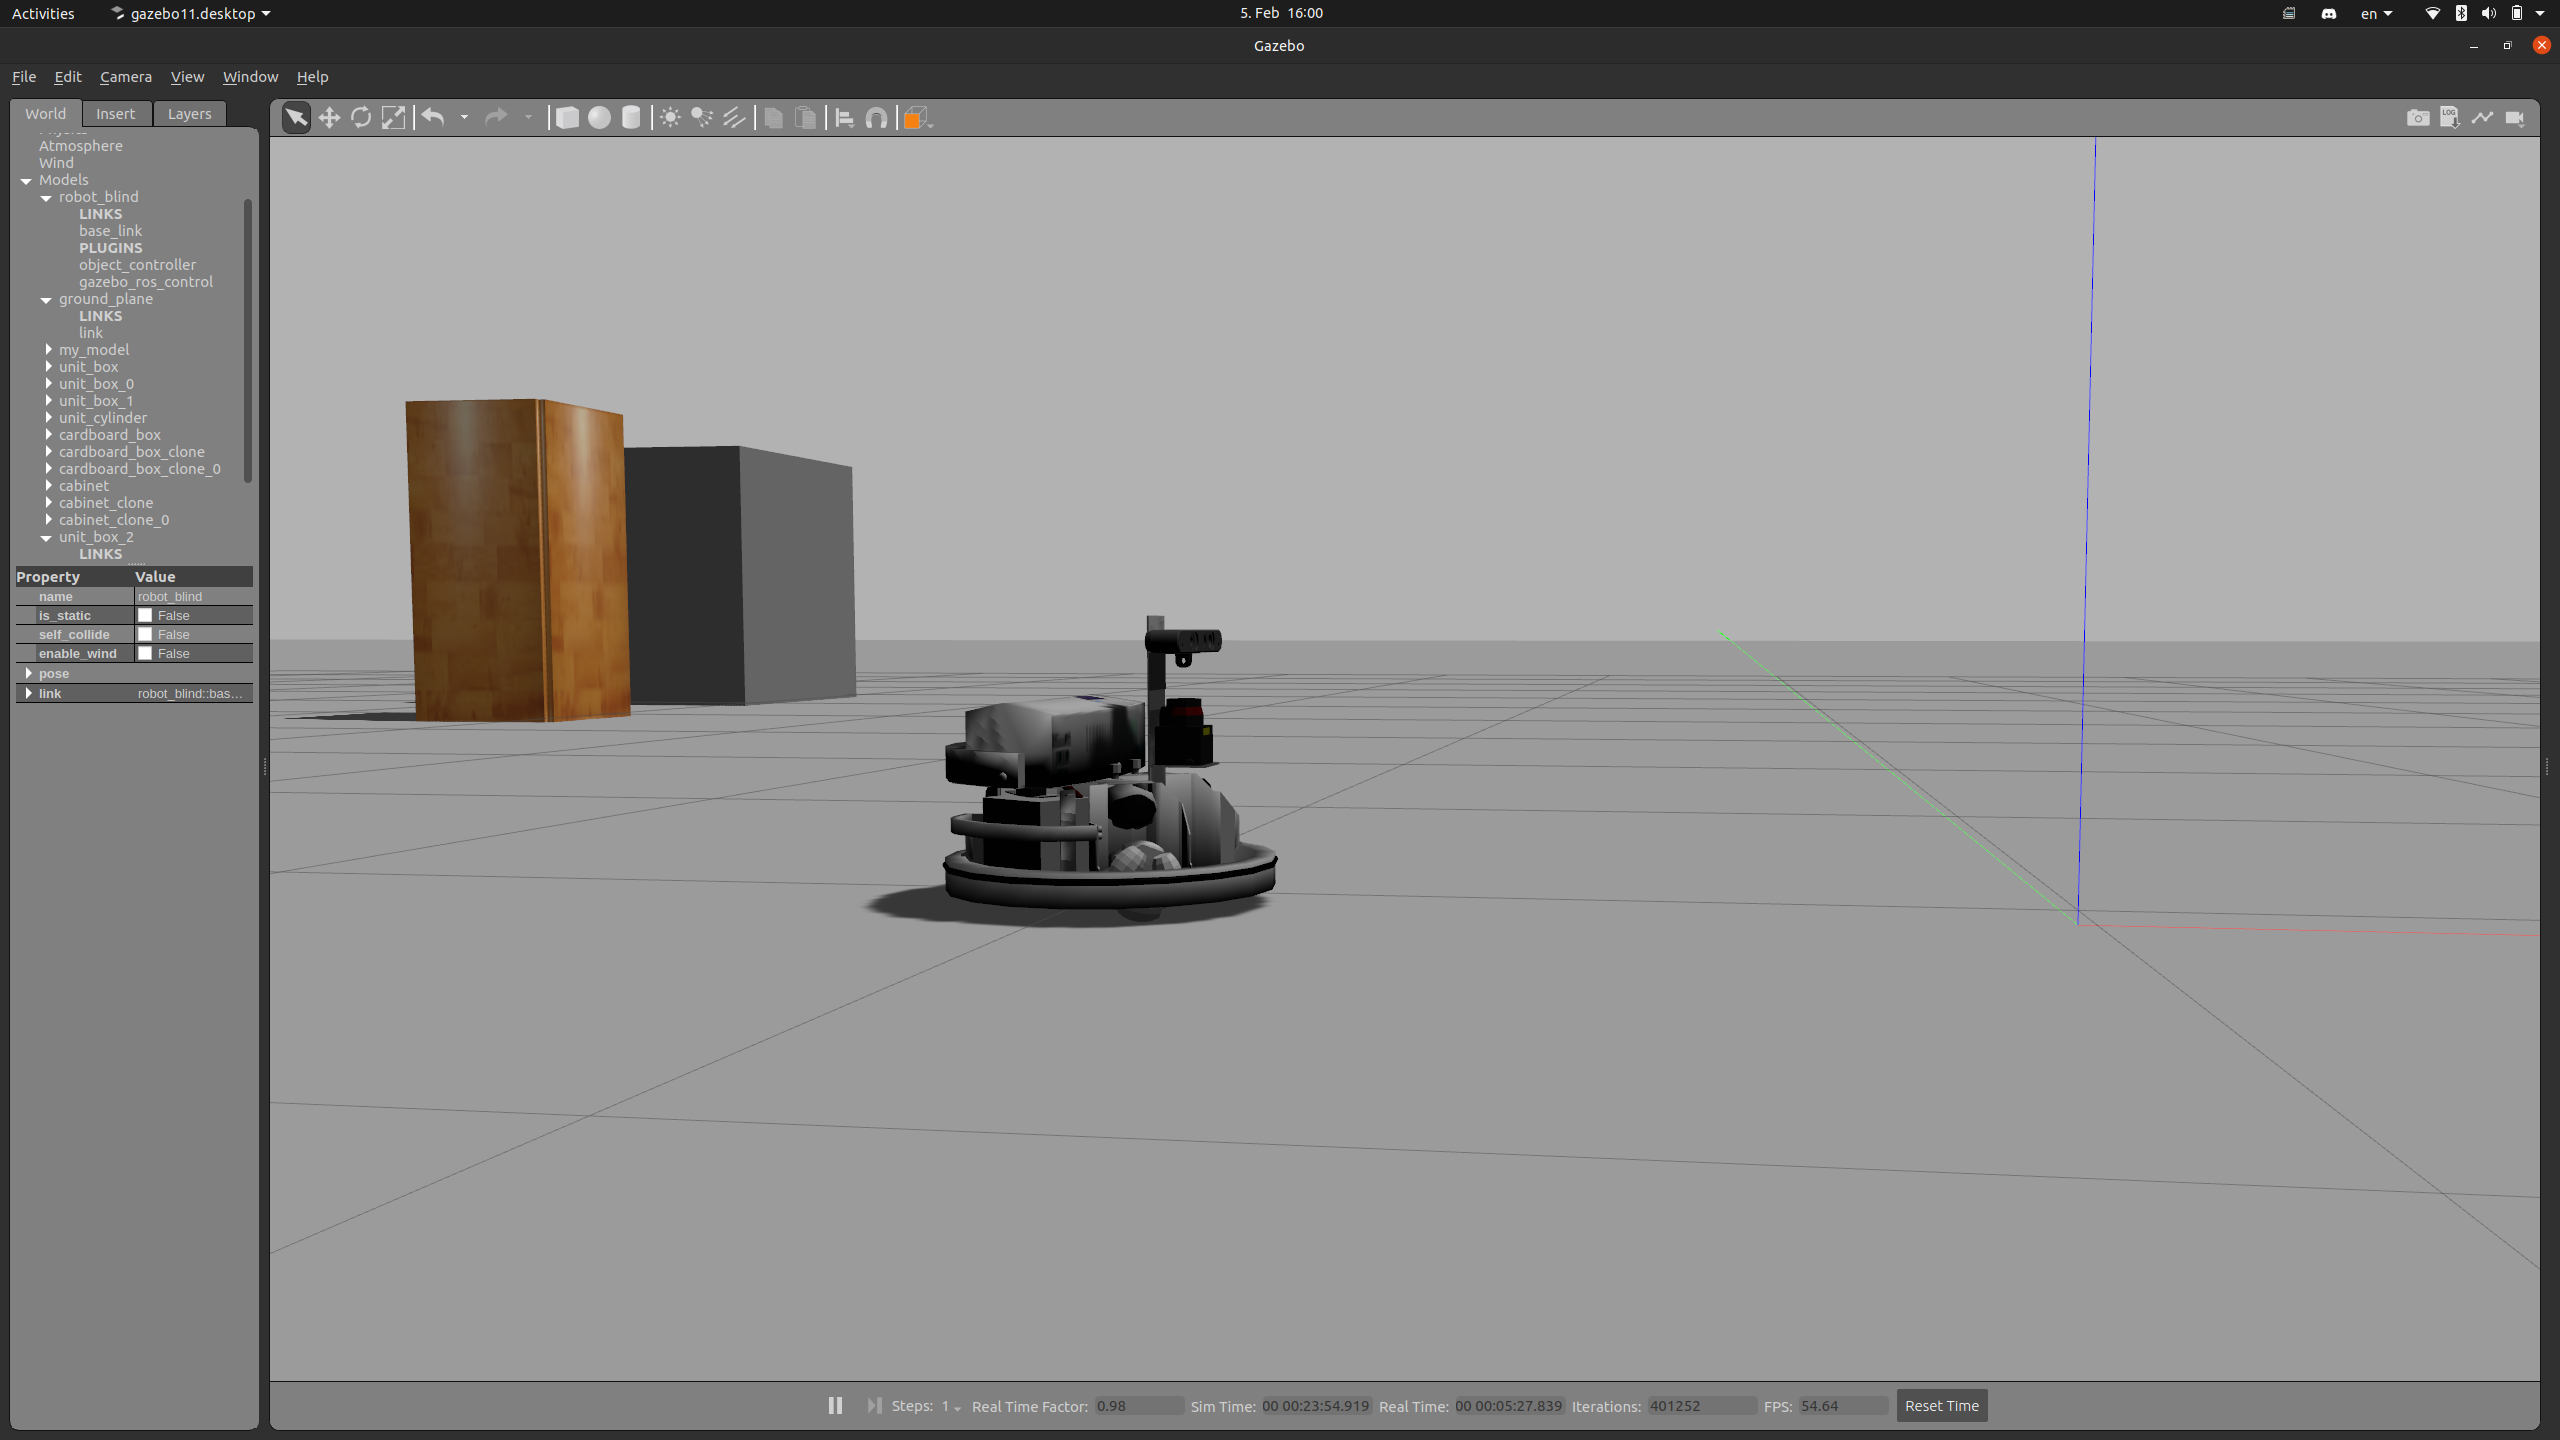 Activities gazebo11.desktop 5. Feb 16:00 en
Gazebo
File Edit Camera View Window Help
World Insert Layers
LOG
Atmosphere
Wind
Models
robot_blind
LINKS
base_link
PLUGINS
object_controller
gazebo_ros_control
ground_plane
LINKS
link
my_model
unit_box
unit_box_0
unit_box_1
unit_cylinder
cardboard_box
cardboard_box_clone
cardboard_box_clone_0
cabinet
cabinet_clone
cabinet_clone_0
unit_box_2
LINKS
Property Value
name robot_blind
is_static False
self_collide False
enable_wind False
pose
link robot_blind::bas...
Steps: 1 Real Time Factor: 0.98 Sim Time: 00 00:23:54.919 Real Time: 00 00:05:27.839 Iterations: 401252 FPS: 54.64 Reset Time